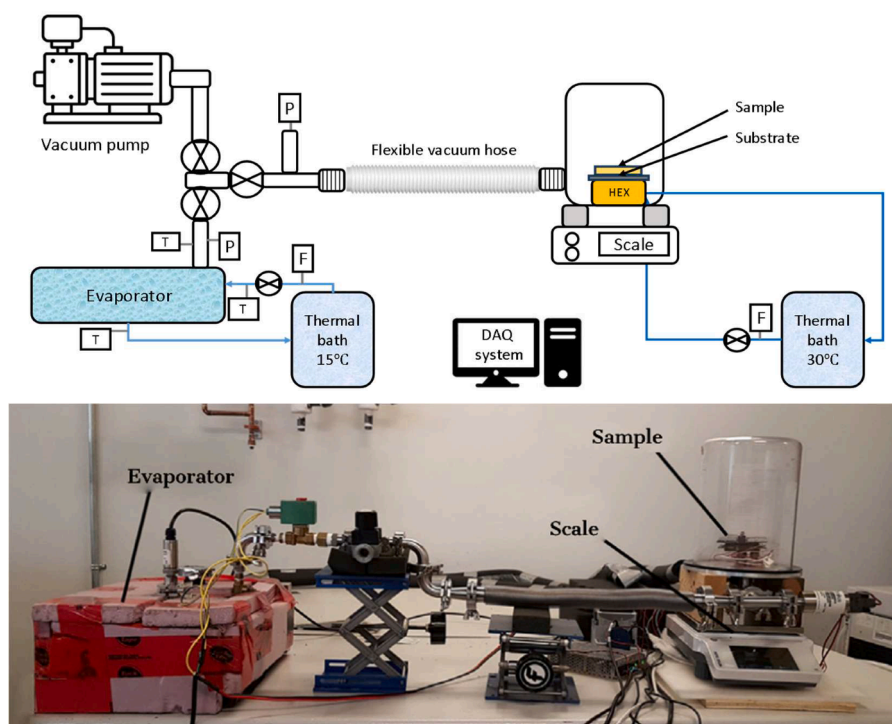 Vacuum pump
P
Flexible vacuum hose
Sample
Substrate
HEX
Scale
T
P
Evaporator
F
T
T
Thermal
bath
15℃
DAQ
system
F
Thermal
bath
30℃
Evaporator
Sample
Scale